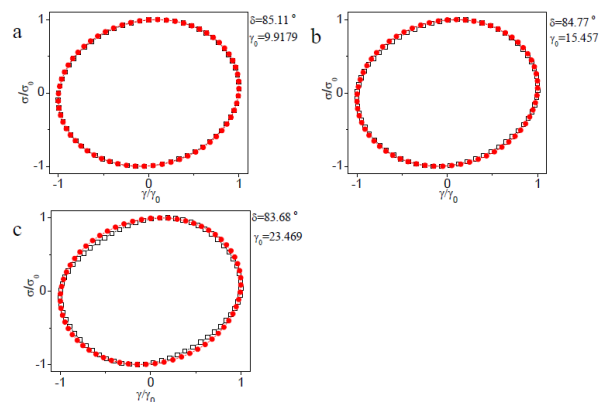 a
δ=85.11°
γ₀=9.9179
σ/σ₀
1
0
-1
-1
0
1
γ/γ₀
b
δ=84.77°
γ₀=15.457
σ/σ₀
1
0
-1
-1
0
1
γ/γ₀
c
δ=83.68°
γ₀=23.469
σ/σ₀
1
0
-1
-1
0
1
γ/γ₀